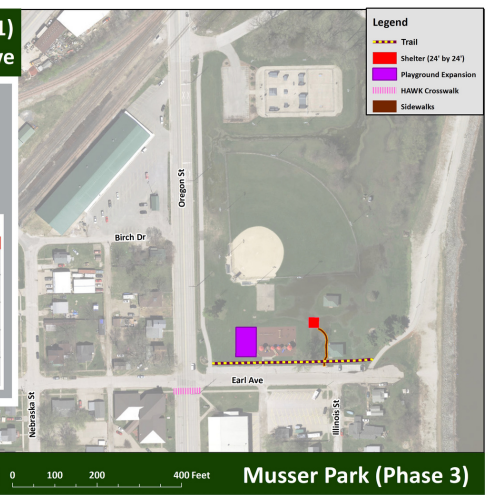 1)
ve
Legend
Trail
Shelter (24' by 24')
Playground Expansion
HAWK Crosswalk
Sidewalks
Oregon St
Birch Dr
Nebraska St
Earl Ave
Illinois St
0 100 200 400 Feet
Musser Park (Phase 3)